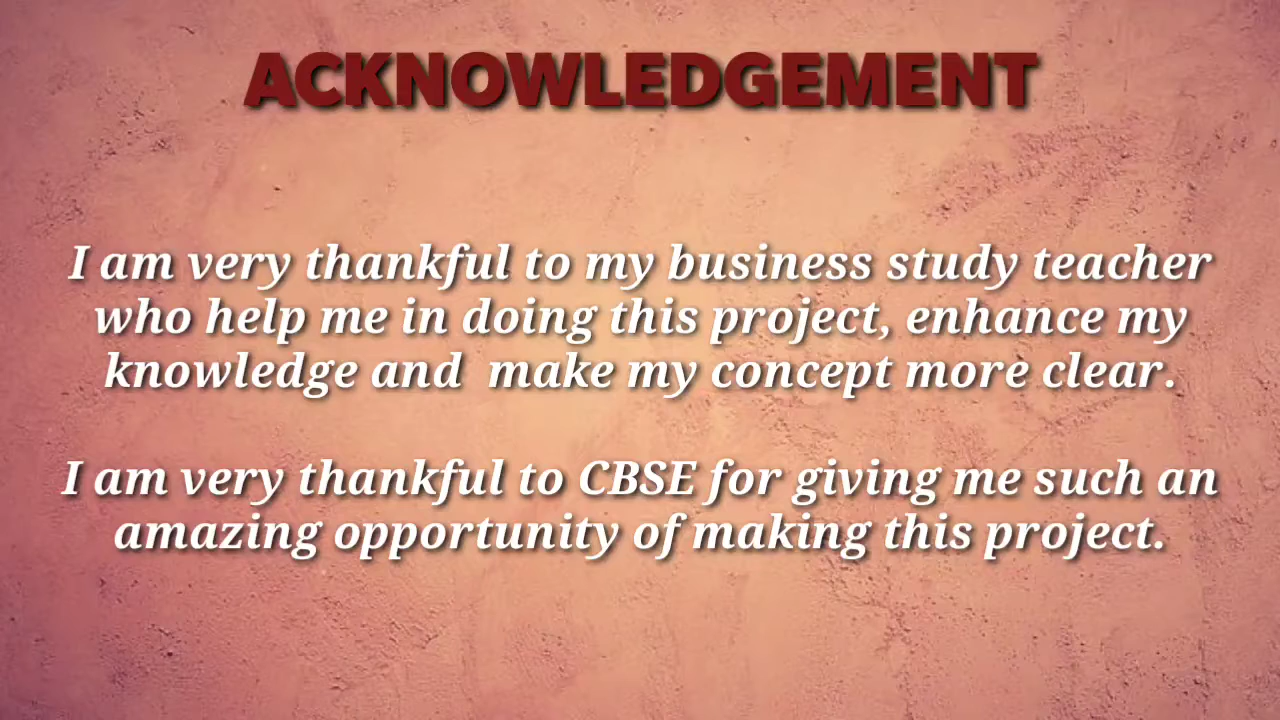 ACKNOWLEDGEMENT
I am very thankful to my business study teacher
who help me in doing this project, enhance my
knowledge and  make my concept more clear.
I am very thankful to CBSE for giving me such an
amazing opportunity of making this project.